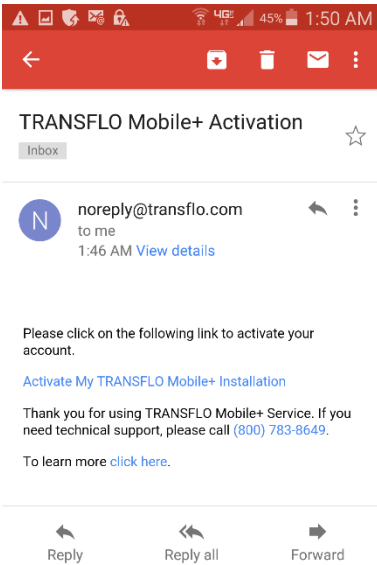 4G 45% 1:50 AM
TRANSFLO Mobile+ Activation
Inbox
N
noreply@transflo.com
to me
1:46 AM View details
Please click on the following link to activate your
account.
Activate My TRANSFLO Mobile+ Installation
Thank you for using TRANSFLO Mobile+ Service. If you
need technical support, please call (800) 783-8649.
To learn more click here.
Reply Reply all Forward